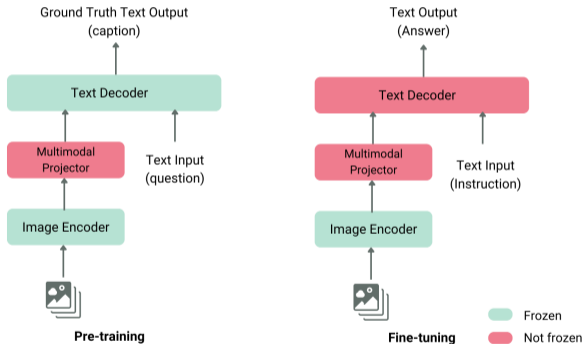 Ground Truth Text Output
(caption)
Text Decoder
Multimodal
Projector
Text Input
(question)
Image Encoder
Pre-training
Text Output
(Answer)
Text Decoder
Multimodal
Projector
Text Input
(Instruction)
Image Encoder
Fine-tuning
Frozen
Not frozen